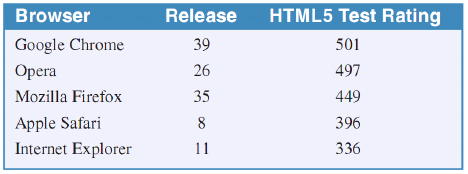 Browser Release HTML5 Test Rating
Google Chrome 39 501
Opera 26 497
Mozilla Firefox 35 449
Apple Safari 8 396
Internet Explorer 11 336